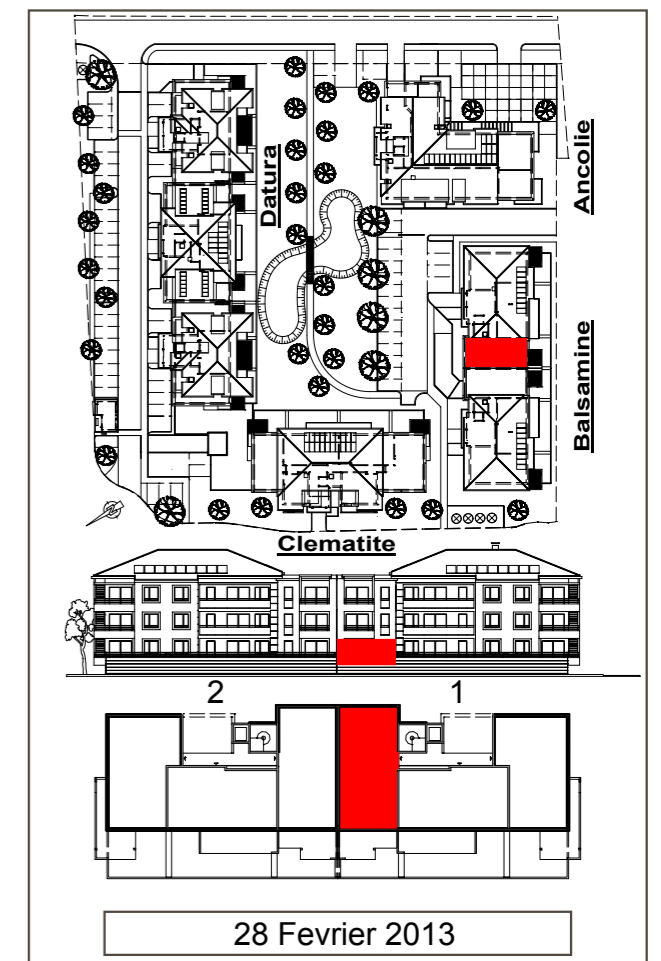 Datura
Ancolie
Balsamine
Clematite
2
1
28 Fevrier 2013